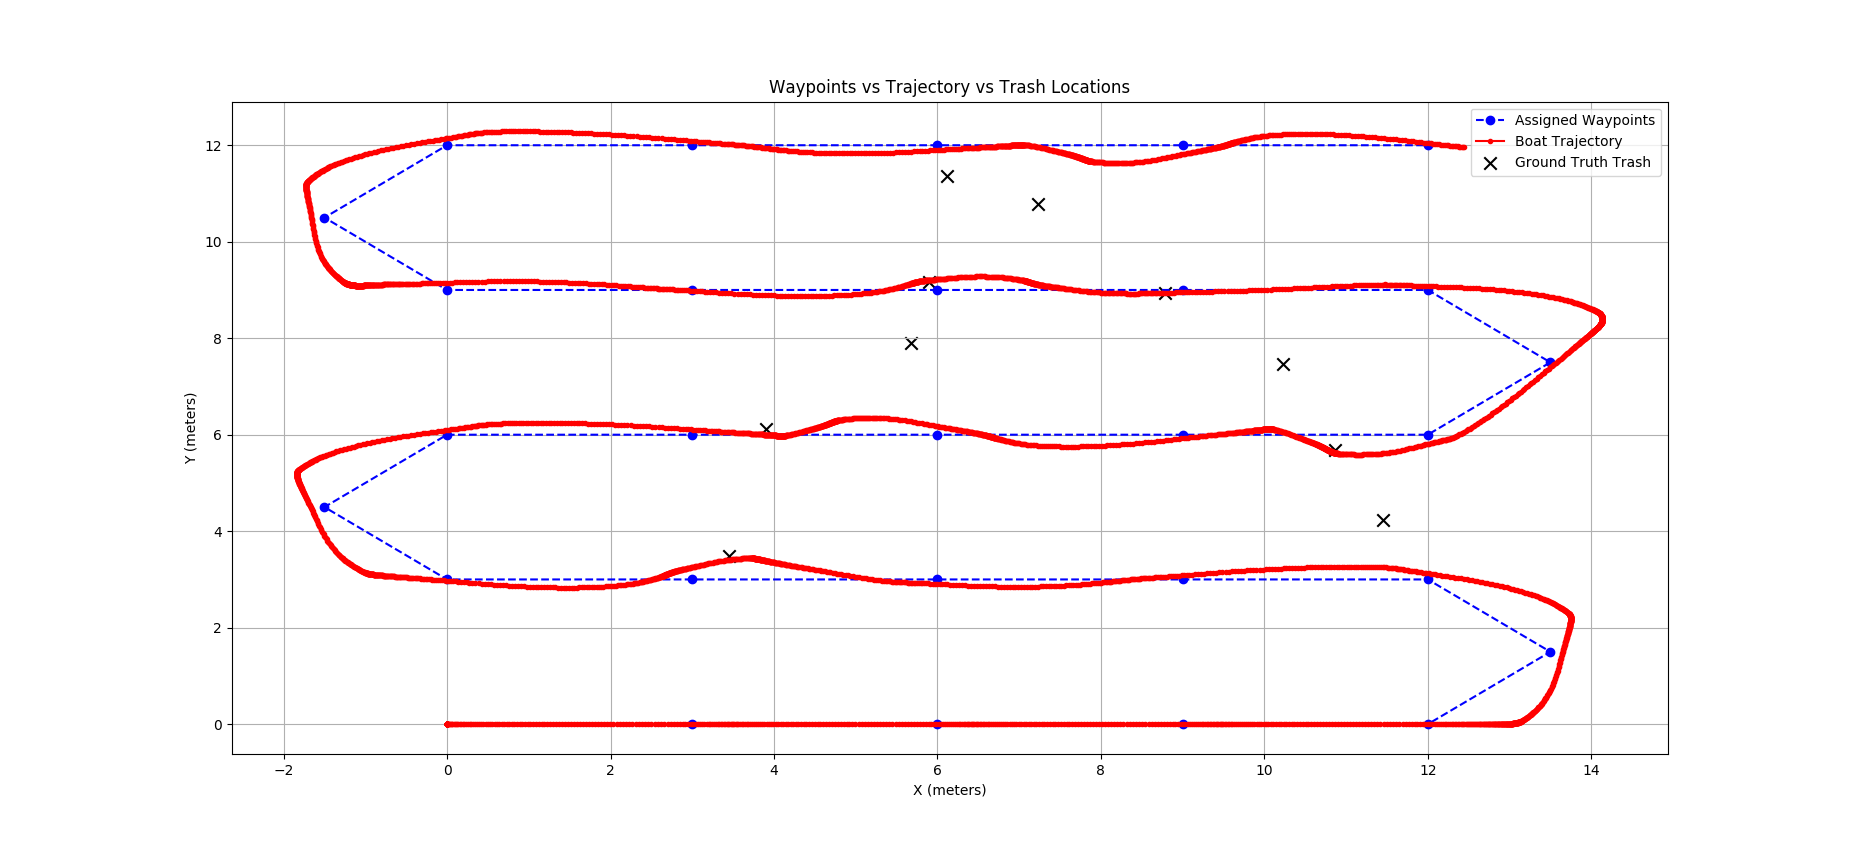 Waypoints vs Trajectory vs Trash Locations
Assigned Waypoints
Boat Trajectory
Ground Truth Trash
12
10
8
6
4
2
0
Y (meters)
−2 0 2 4 6 8 10 12 14
X (meters)